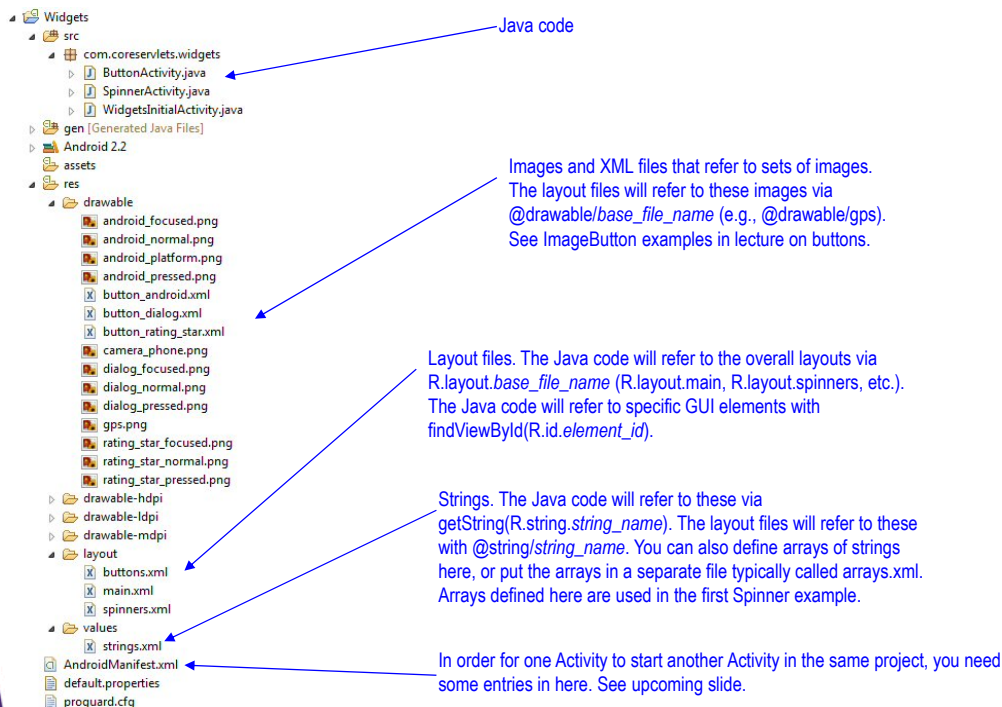 Widgets
src
com.coreservlets.widgets
ButtonActivity.java
SpinnerActivity.java
WidgetsInitialActivity.java
gen [Generated Java Files]
Android 2.2
assets
res
drawable
android_focused.png
android_normal.png
android_platform.png
android_pressed.png
button_android.xml
button_dialog.xml
button_rating_star.xml
camera_phone.png
dialog_focused.png
dialog_normal.png
dialog_pressed.png
gps.png
rating_star_focused.png
rating_star_normal.png
rating_star_pressed.png
drawable-hdpi
drawable-ldpi
drawable-mdpi
layout
buttons.xml
main.xml
spinners.xml
values
strings.xml
AndroidManifest.xml
default.properties
proguard.cfg
Java code
Images and XML files that refer to sets of images.
The layout files will refer to these images via
@drawable/base_file_name (e.g., @drawable/gps).
See ImageButton examples in lecture on buttons.
Layout files. The Java code will refer to the overall layouts via
R.layout.base_file_name (R.layout.main, R.layout.spinners, etc.).
The Java code will refer to specific GUI elements with
findViewById(R.id.element_id).
Strings. The Java code will refer to these via
getString(R.string.string_name). The layout files will refer to these
with @string/string_name. You can also define arrays of strings
here, or put the arrays in a separate file typically called arrays.xml.
Arrays defined here are used in the first Spinner example.
In order for one Activity to start another Activity in the same project, you need
some entries in here. See upcoming slide.